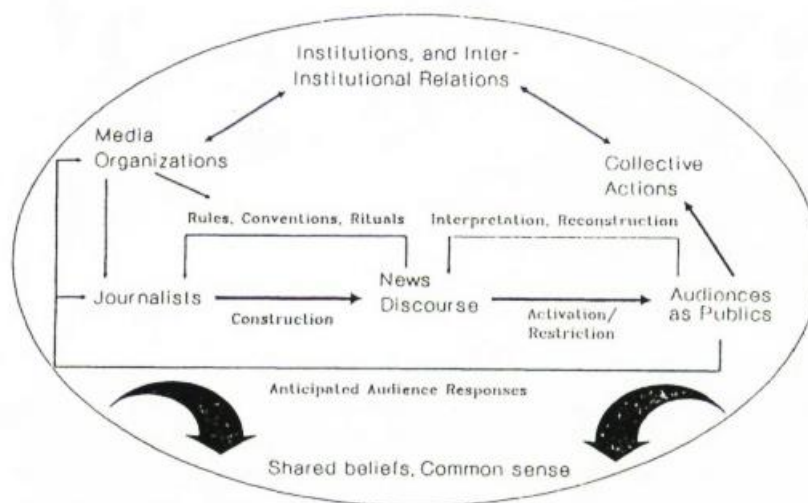 Institutions, and Inter-
Institutional Relations
Media
Organizations
Collective
Actions
Rules, Conventions, Rituals
Interpretation, Reconstruction
Journalists
News
Discourse
Audionces
as Publics
Construction
Activation/
Restriction
Anticipated Audience Responses
Shared beliefs, Common sense